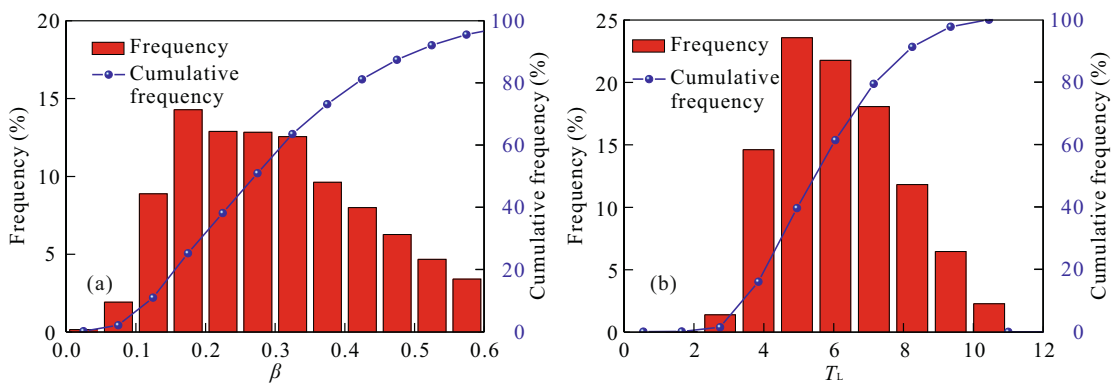 20
15
10
5
0
Frequency (%)
Frequency
Cumulative
frequency
(a)
100
80
60
40
20
0
Cumulative frequency (%)
0.0 0.1 0.2 0.3 0.4 0.5 0.6
β
25
20
15
10
5
0
Frequency (%)
Frequency
Cumulative
frequency
(b)
100
80
60
40
20
0
Cumulative frequency (%)
0 2 4 6 8 10 12
T_L